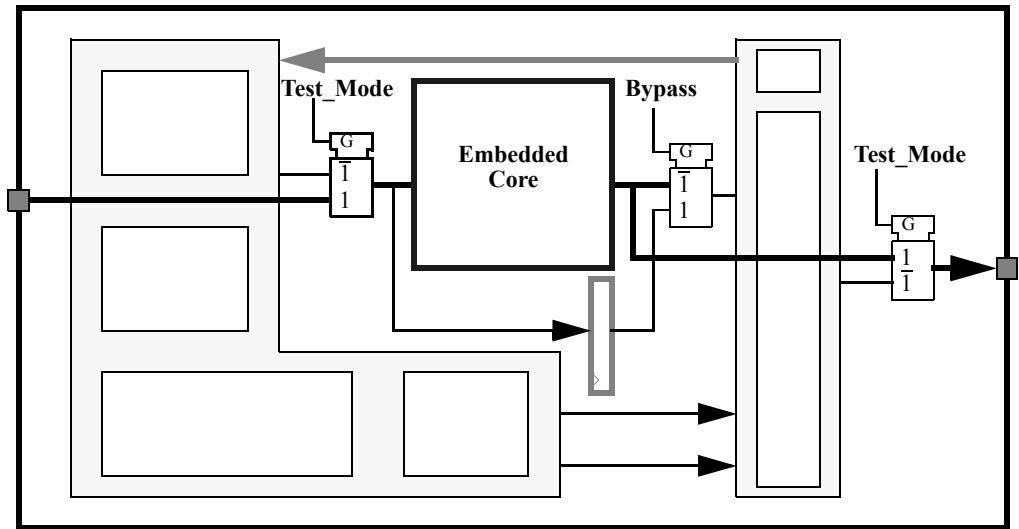 Test_Mode
Bypass
G
G
Embedded
Core
Test_Mode
1̅
1
1̅
1
G
1
1̅